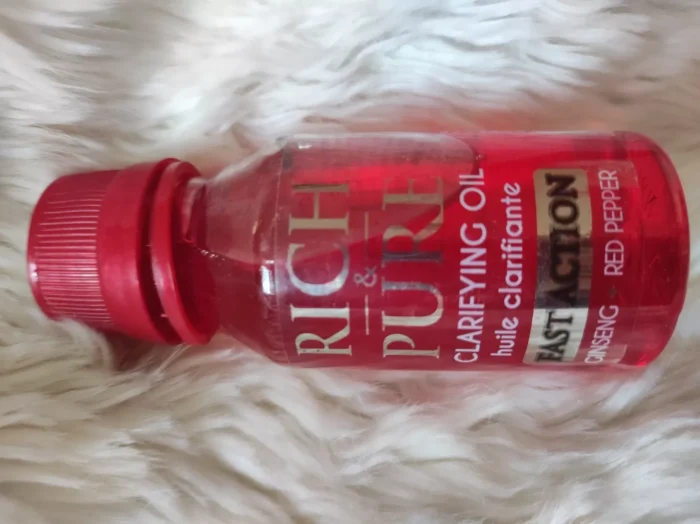 RICH
&
PURE
CLARIFYING OIL
huile clarifiante
FAST ACTION
GINSENG + RED PEPPER